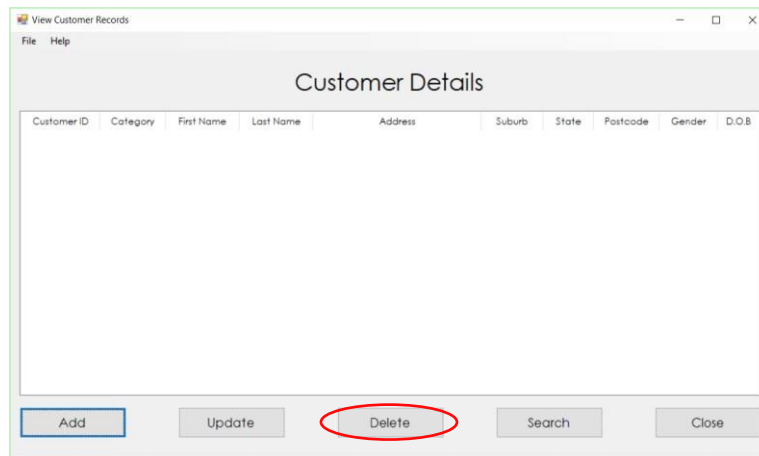 View Customer Records
File Help
Customer Details
Customer ID Category First Name Last Name Address Suburb State Postcode Gender D.O.B
Add Update Delete Search Close